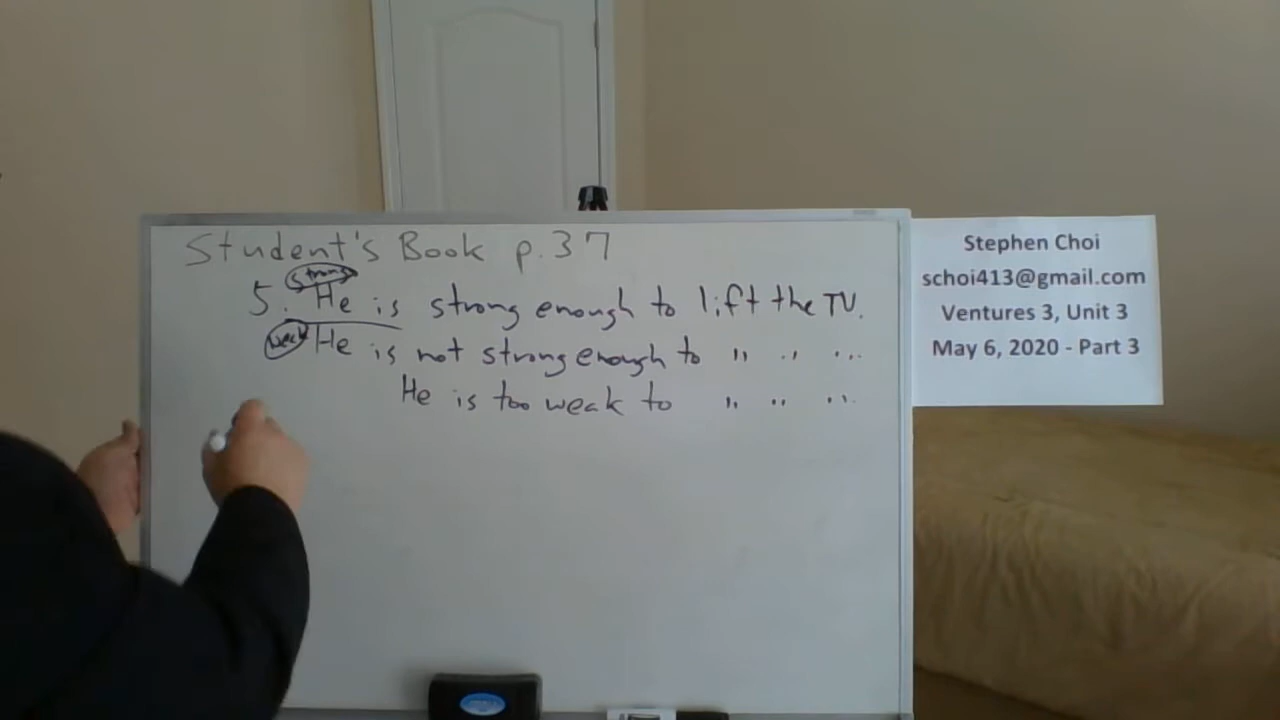 Student's Book p.37
strong
5. He is strong enough to lift the TV.
weak He is not strong enough to " " "
He is too weak to " " "
Stephen Choi
schoi413@gmail.com
Ventures 3, Unit 3
May 6, 2020 - Part 3